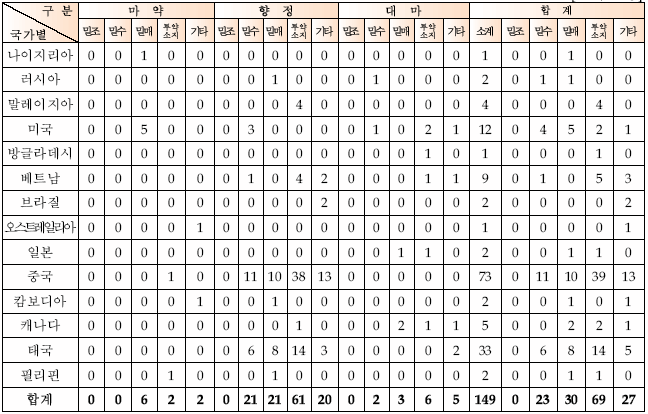 구 분 마 약 향 정 대 마 합 계
국가별 밀조 밀수 밀매 투약소지 기타 밀조 밀수 밀매 투약소지 기타 밀조 밀수 밀매 투약소지 기타 소계 밀조 밀수 밀매 투약소지 기타
나이지리아 0 0 1 0 0 0 0 0 0 0 0 0 0 0 0 1 0 0 1 0 0
러시아 0 0 0 0 0 0 0 1 0 0 0 1 0 0 0 2 0 1 1 0 0
말레이지아 0 0 0 0 0 0 0 0 4 0 0 0 0 0 0 4 0 0 0 4 0
미국 0 0 5 0 0 0 3 0 0 0 0 1 0 2 1 12 0 4 5 2 1
방글라데시 0 0 0 0 0 0 0 0 0 0 0 0 0 1 0 1 0 0 0 1 0
베트남 0 0 0 0 0 0 1 0 4 2 0 0 0 1 1 9 0 1 0 5 3
브라질 0 0 0 0 0 0 0 0 0 2 0 0 0 0 0 2 0 0 0 0 2
오스트레일리아 0 0 0 0 1 0 0 0 0 0 0 0 0 0 0 1 0 0 0 0 1
일본 0 0 0 0 0 0 0 0 0 0 0 0 1 1 0 2 0 0 1 1 0
중국 0 0 0 1 0 0 11 10 38 13 0 0 0 0 0 73 0 11 10 39 13
캄보디아 0 0 0 0 1 0 0 1 0 0 0 0 0 0 0 2 0 0 1 0 1
캐나다 0 0 0 0 0 0 0 0 1 0 0 0 2 1 1 5 0 0 2 2 1
태국 0 0 0 0 0 0 6 8 14 3 0 0 0 0 2 33 0 6 8 14 5
필리핀 0 0 0 1 0 0 0 1 0 0 0 0 0 0 0 2 0 0 1 1 0
합계 0 0 6 2 2 0 21 21 61 20 0 2 3 6 5 149 0 23 30 69 27